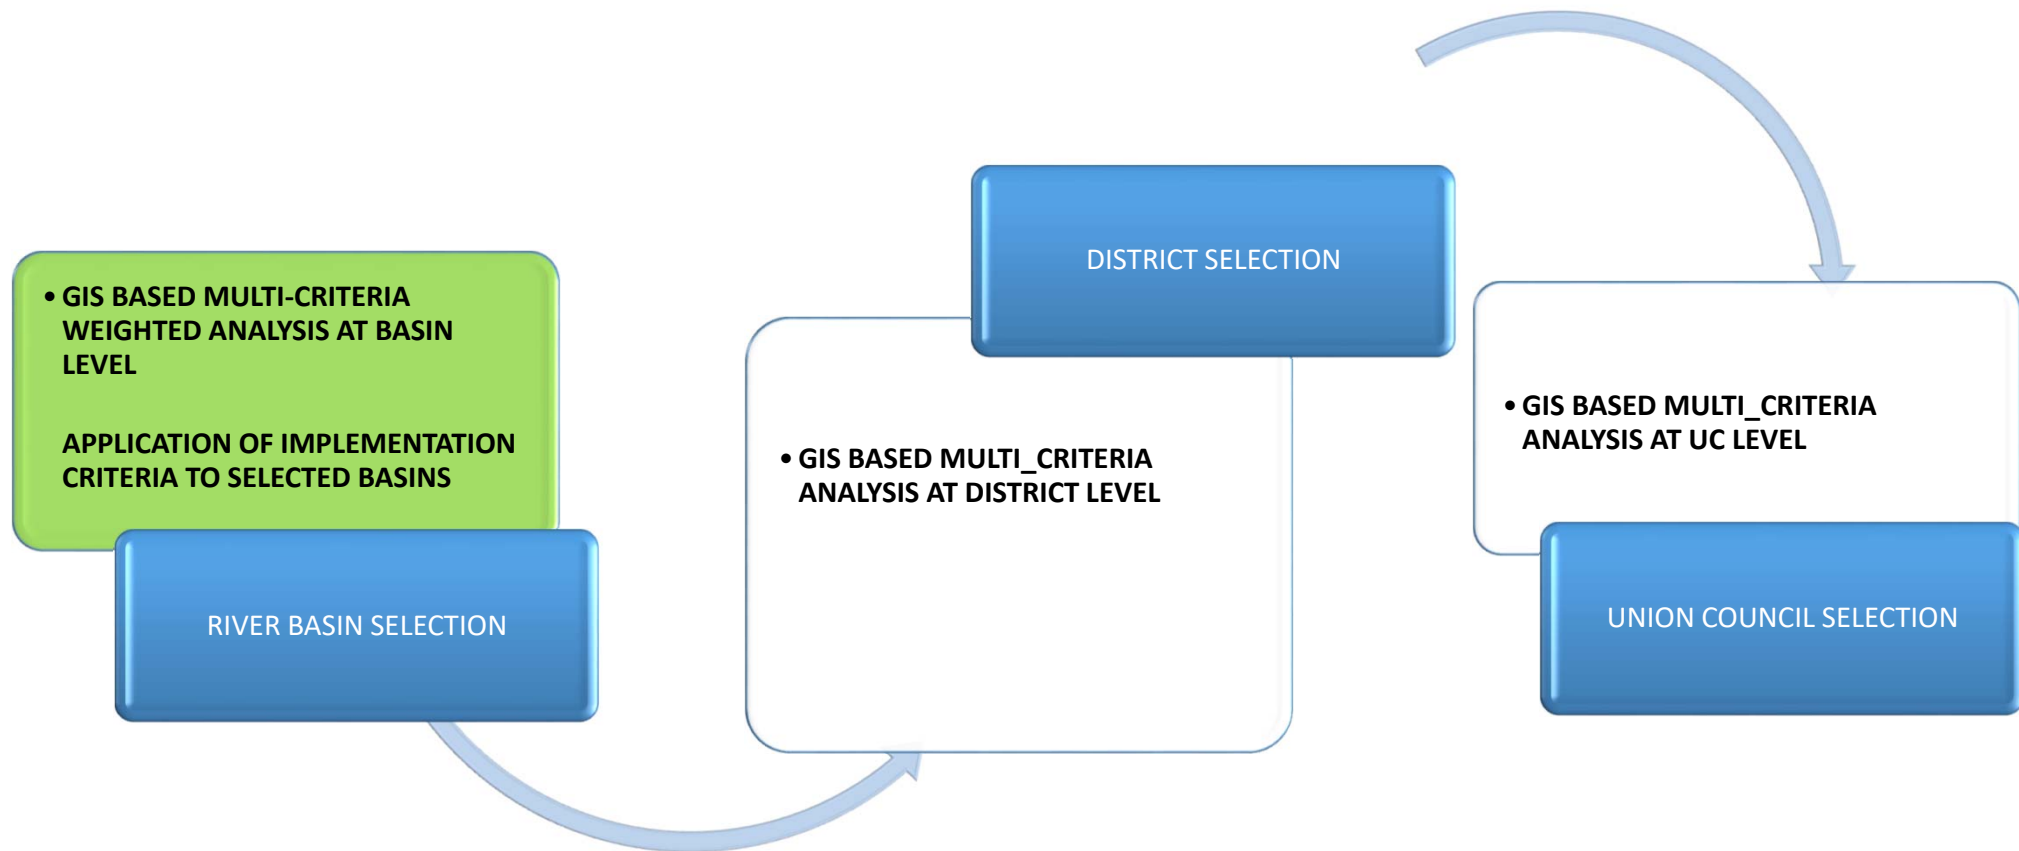 • GIS BASED MULTI-CRITERIA
WEIGHTED ANALYSIS AT BASIN
LEVEL
APPLICATION OF IMPLEMENTATION
CRITERIA TO SELECTED BASINS
RIVER BASIN SELECTION
DISTRICT SELECTION
• GIS BASED MULTI_CRITERIA
ANALYSIS AT DISTRICT LEVEL
• GIS BASED MULTI_CRITERIA
ANALYSIS AT UC LEVEL
UNION COUNCIL SELECTION